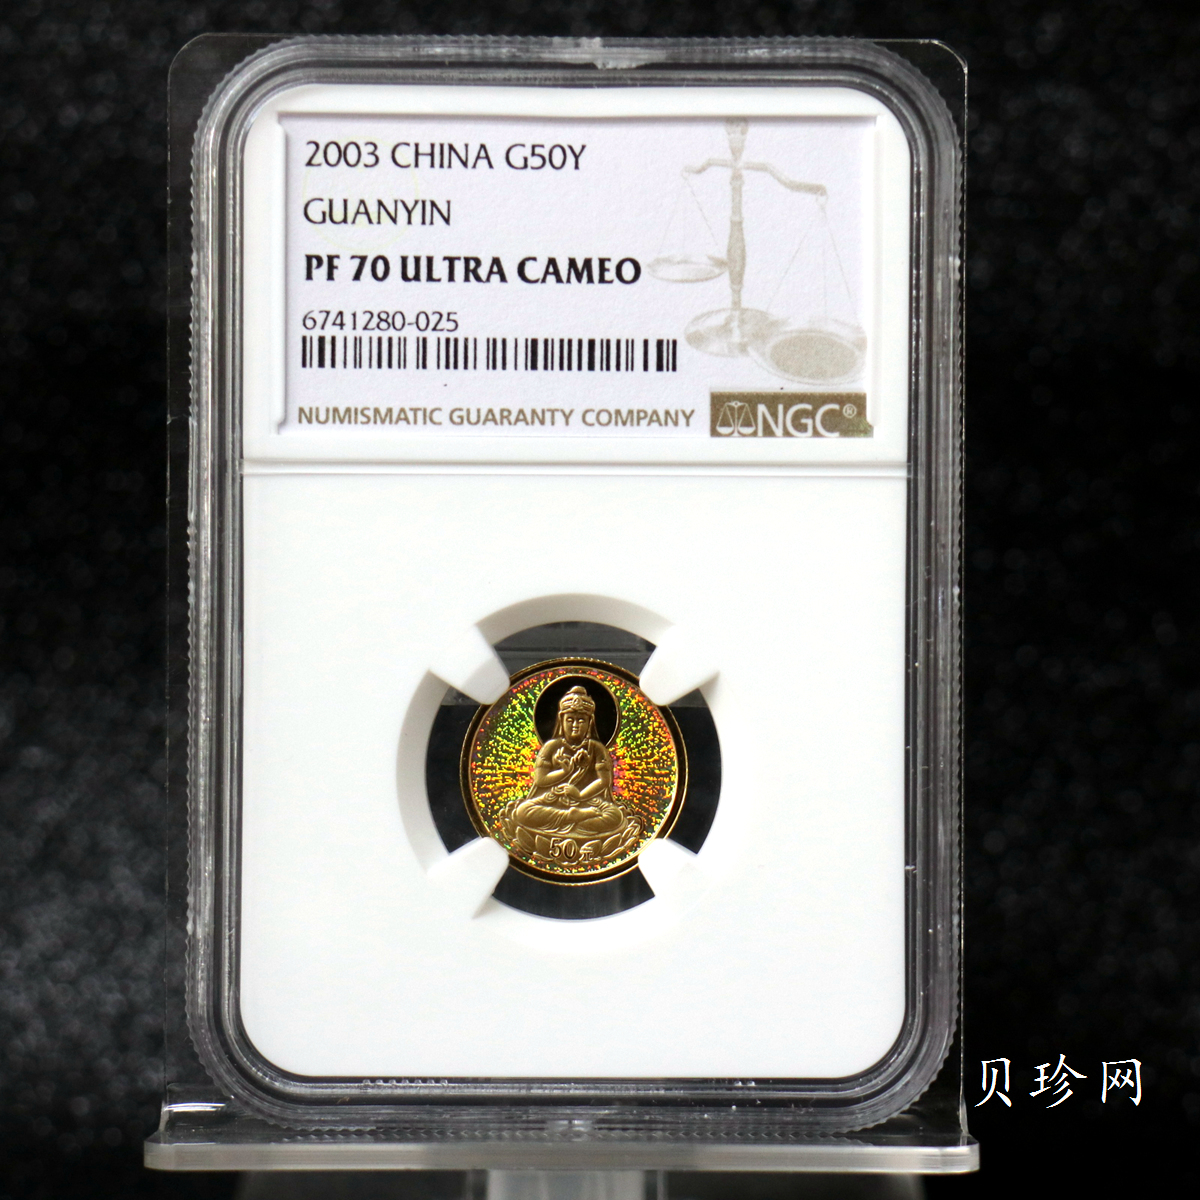 2003 CHINA G50Y
GUANYIN
PF 70 ULTRA CAMEO
6741280-025
NUMISMATIC GUARANTY COMPANY
NGC®
50元
贝珍网